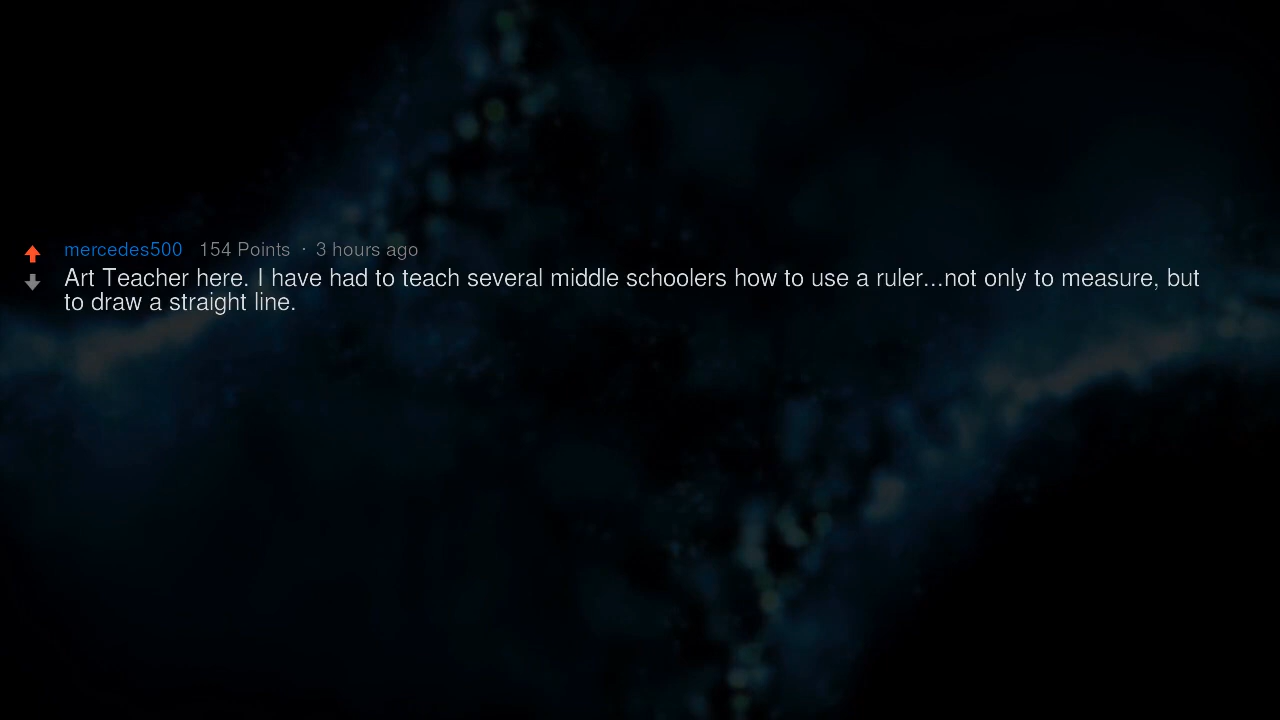 mercedes500 154 Points · 3 hours ago
Art Teacher here. I have had to teach several middle schoolers how to use a ruler...not only to measure, but
to draw a straight line.